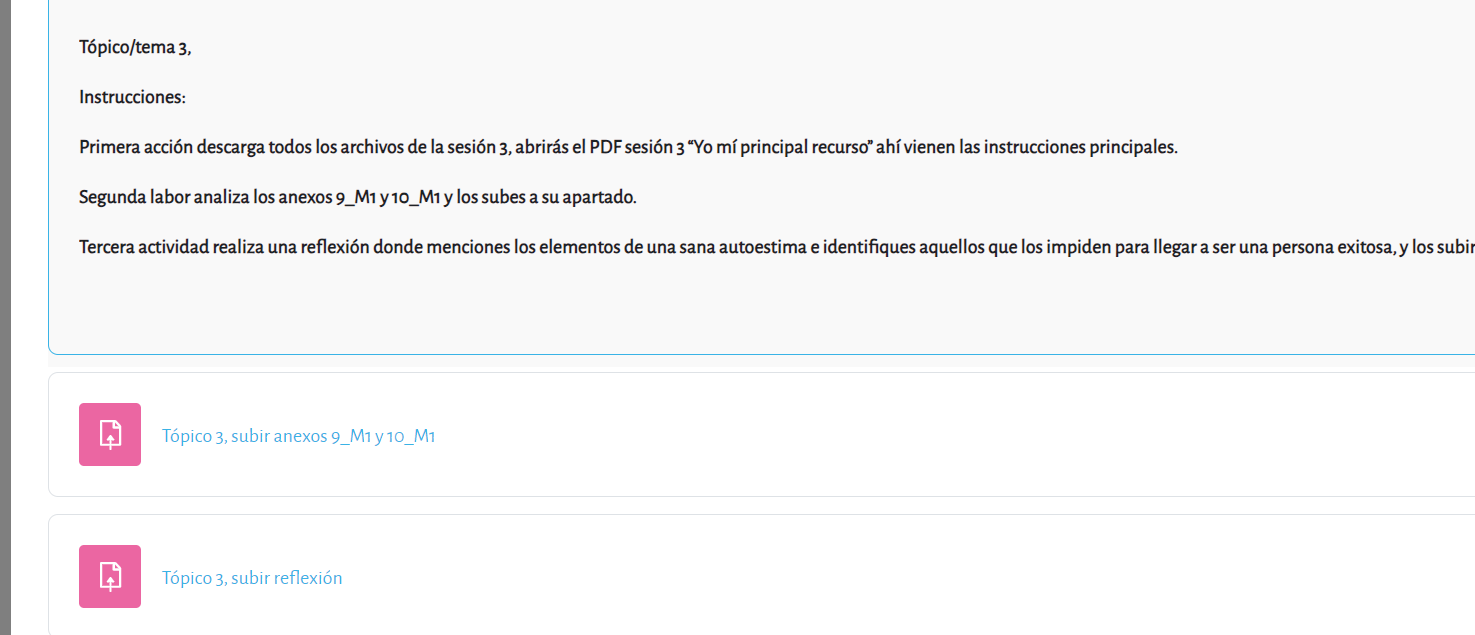 Tópico/tema 3,
Instrucciones:
Primera acción descarga todos los archivos de la sesión 3, abrirás el PDF sesión 3 “Yo mí principal recurso” ahí vienen las instrucciones principales.
Segunda labor analiza los anexos 9_M1 y 10_M1 y los subes a su apartado.
Tercera actividad realiza una reflexión donde menciones los elementos de una sana autoestima e identifiques aquellos que los impiden para llegar a ser una persona exitosa, y los subir
Tópico 3, subir anexos 9_M1 y 10_M1
Tópico 3, subir reflexión